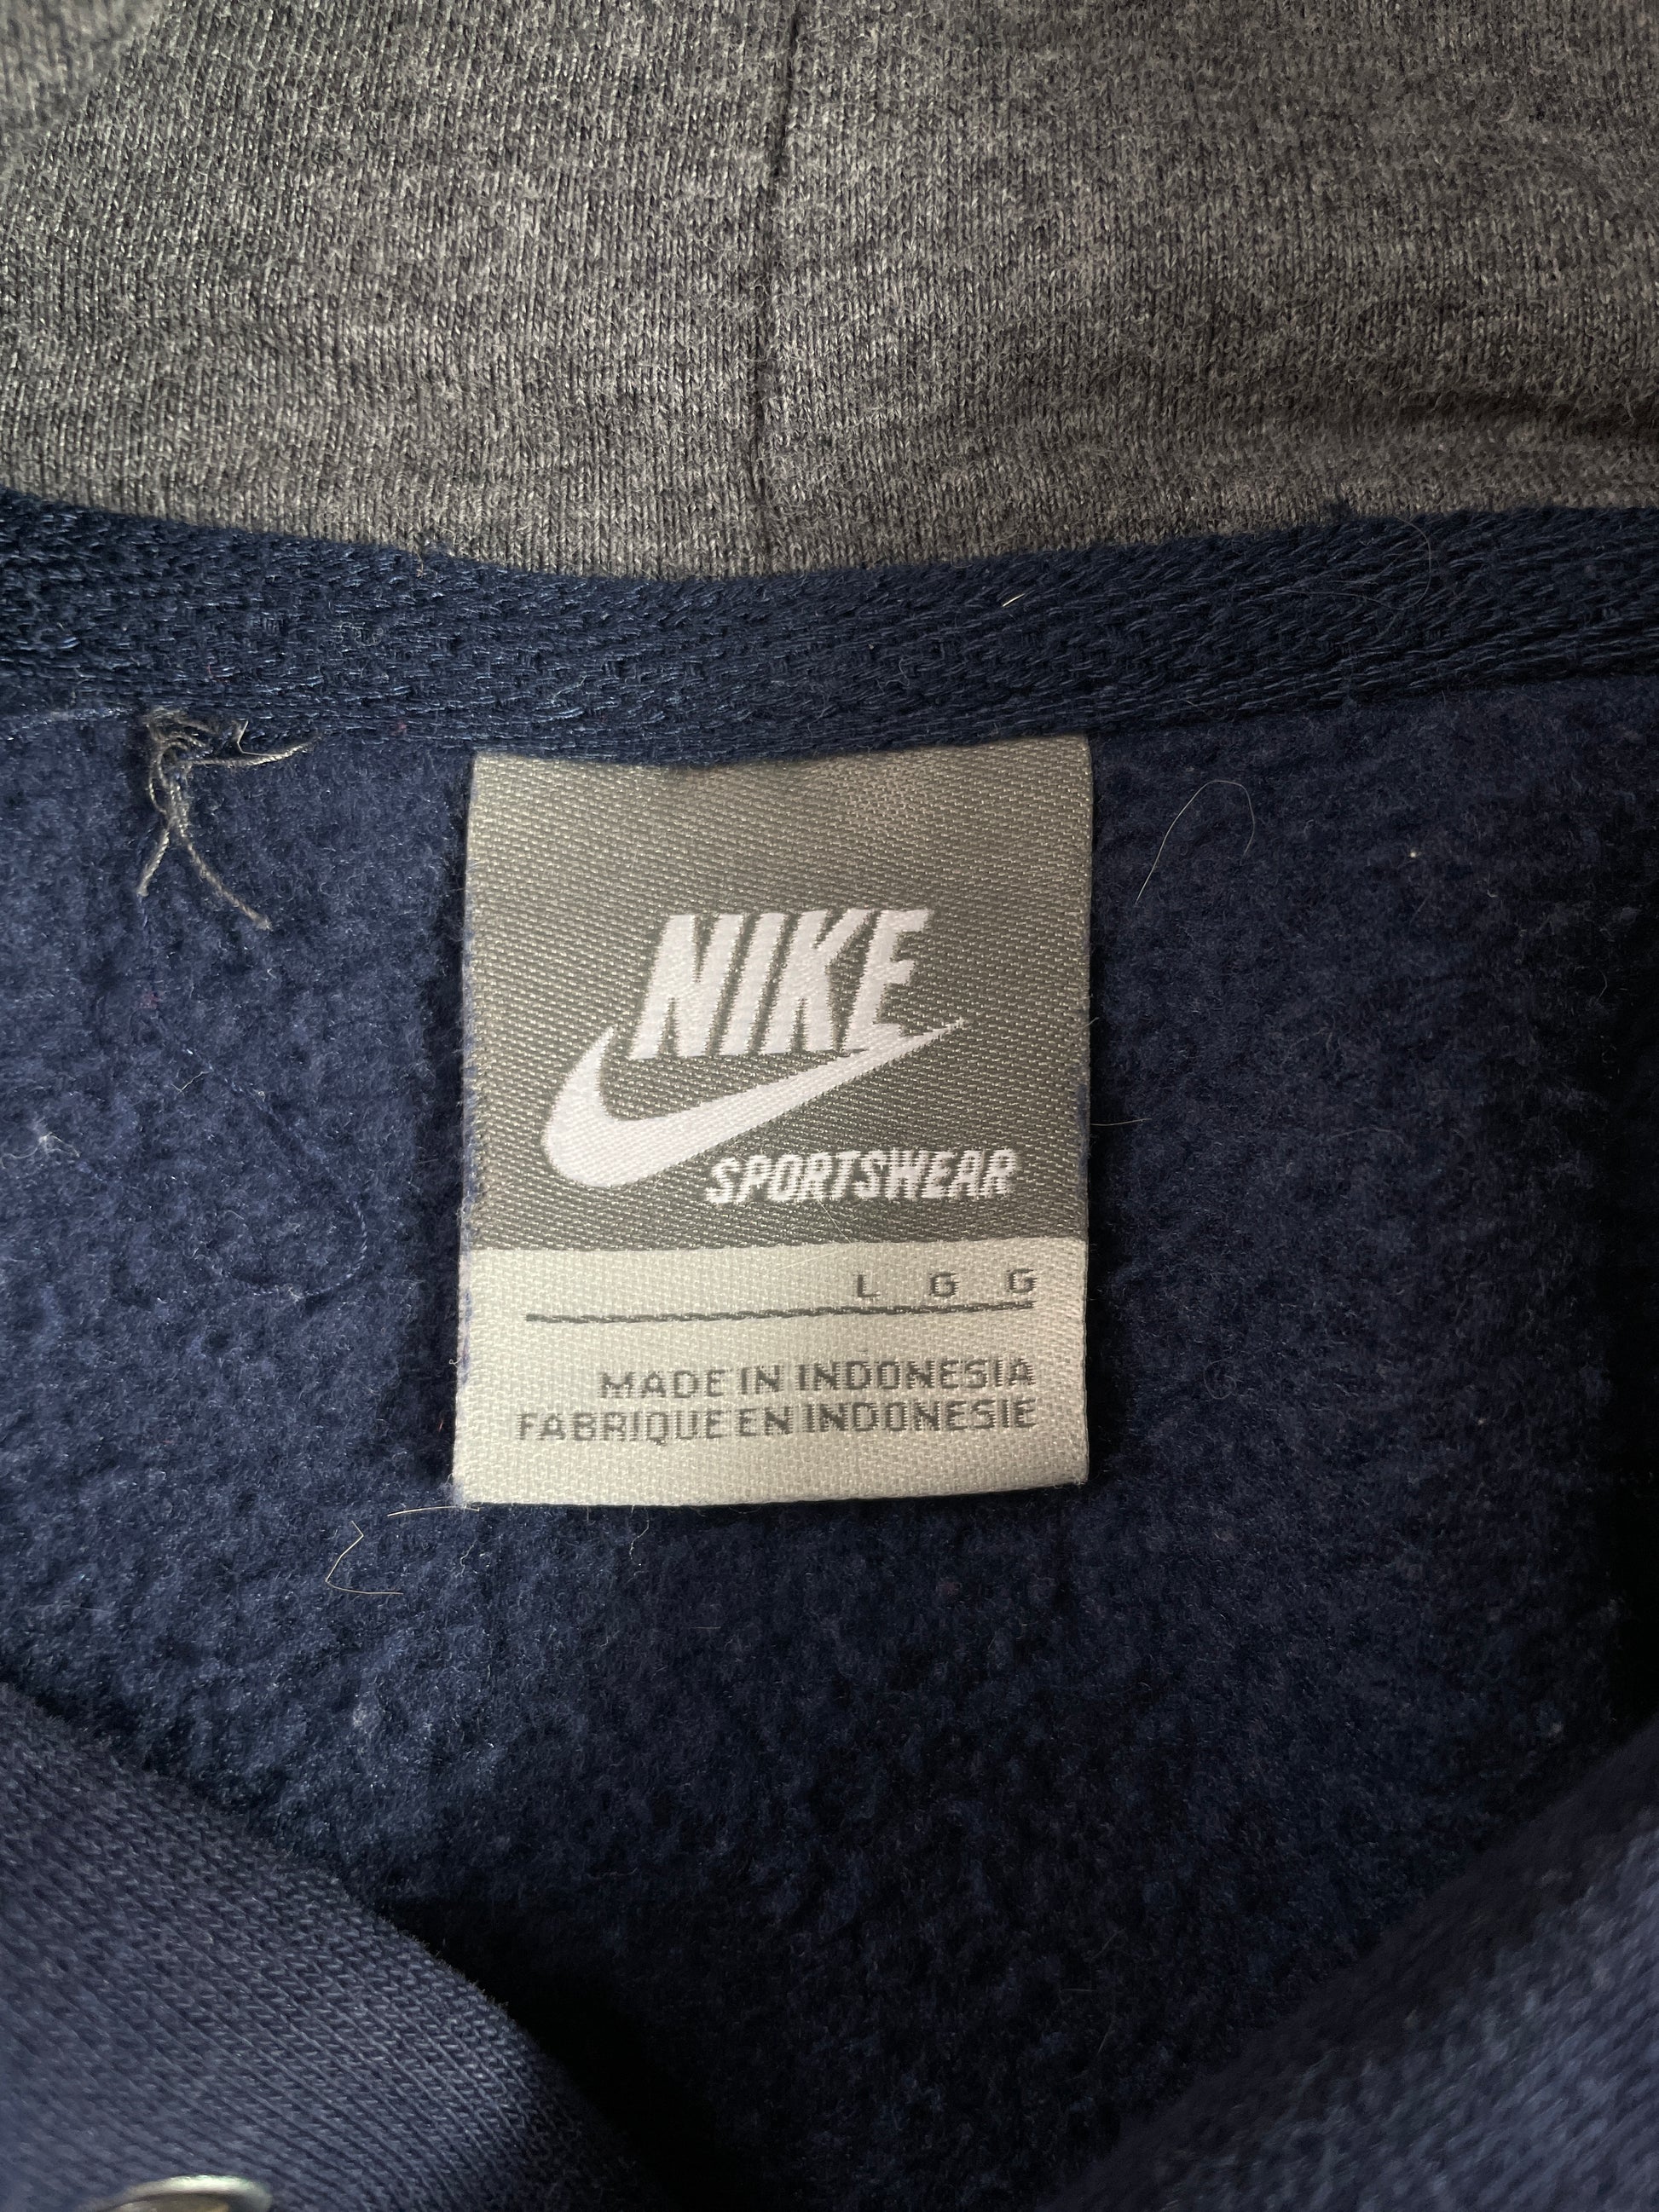 NIKE
SPORTSWEAR
L G G
MADE IN INDONESIA
FABRIQUE EN INDONESIE